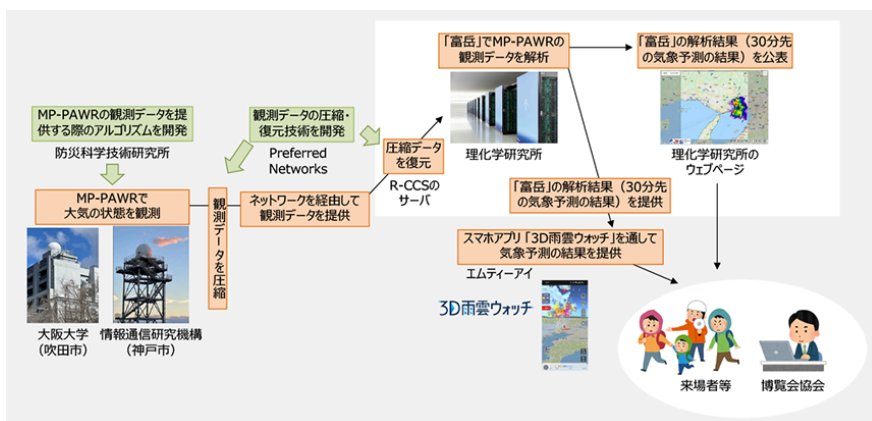 MP-PAWRの観測データを提
供する際のアルゴリズムを開発
防災科学技術研究所
観測データの圧縮・
復元技術を開発
Preferred
Networks
MP-PAWRで
大気の状態を観測
大阪大学
（吹田市）
情報通信研究機構
（神戸市）
観測データを圧縮
ネットワークを経由して
観測データを提供
圧縮データ
を復元
R-CCSの
サーバ
「富岳」でMP-PAWRの
観測データを解析
理化学研究所
「富岳」の解析結果（30分先
の気象予測の結果）を公表
理化学研究所の
ウェブページ
「富岳」の解析結果（30分先
の気象予測の結果）を提供
スマホアプリ「3D雨雲ウォッチ」を通して
気象予測の結果を提供
エムティーアイ
3D雨雲ウォッチ
来場者等
博覧会協会